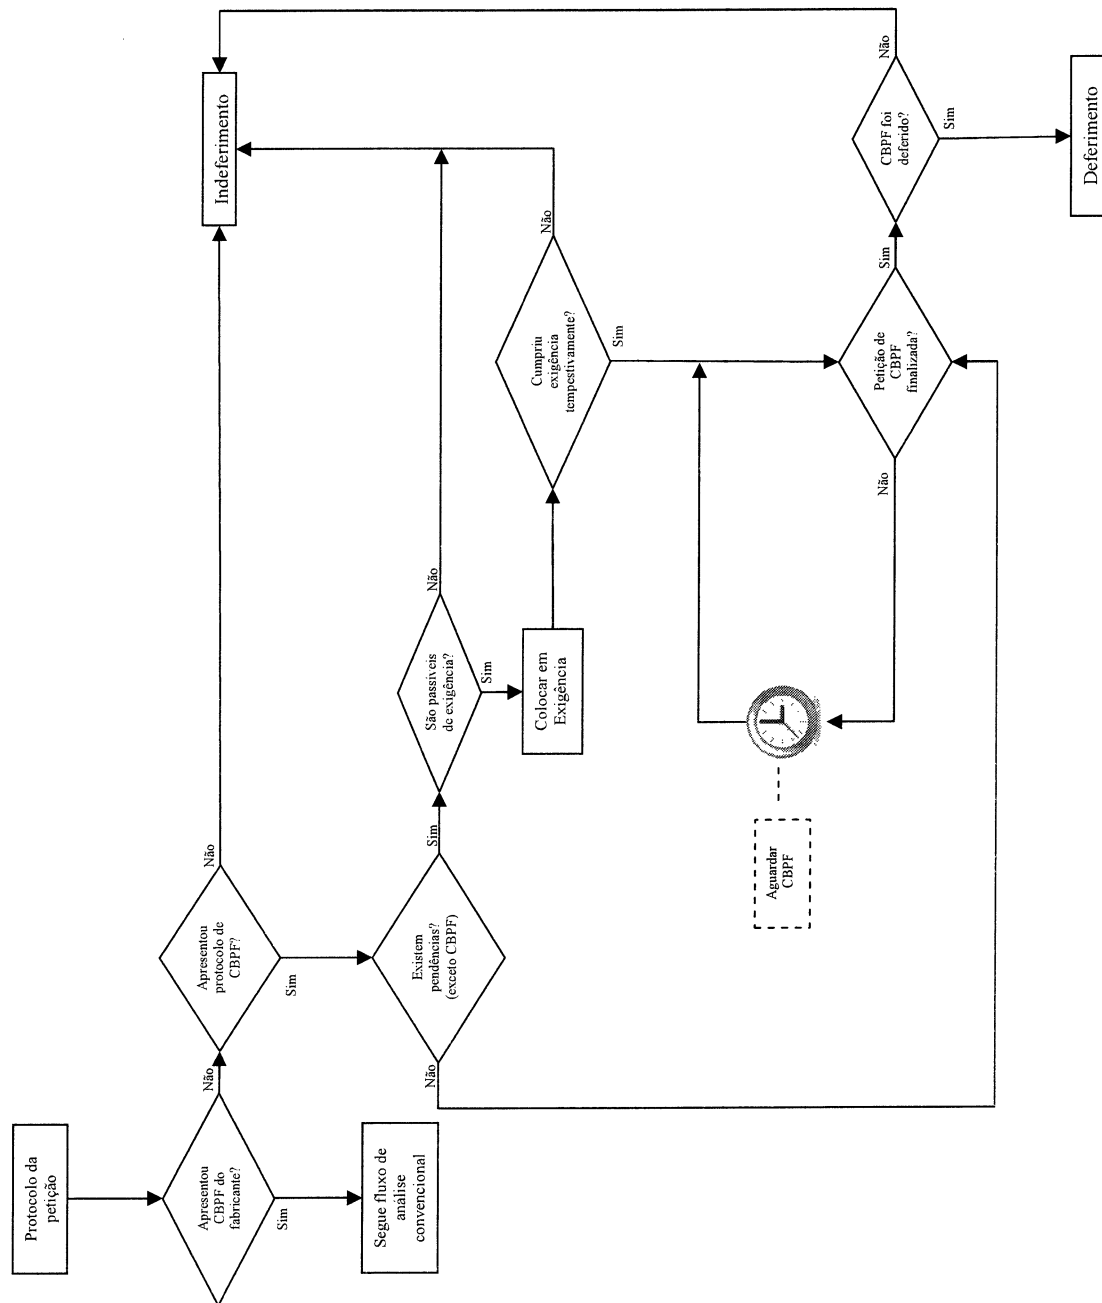 Protocolo da
petição
Apresentou
CBPF do
fabricante?
Sim
Não
Segue fluxo de
análise
convencional
Apresentou
protocolo de
CBPF?
Não
Sim
Existem
pendências?
(exceto CBPF)
Sim
Não
São passíveis
de exigência?
Não
Sim
Colocar em
Exigência
Cumpriu
exigência
tempestivamente?
Não
Sim
Indeferimento
Aguardar
CBPF
Petição de
CBPF
finalizada?
Não
Sim
CBPF foi
deferido?
Não
Sim
Deferimento